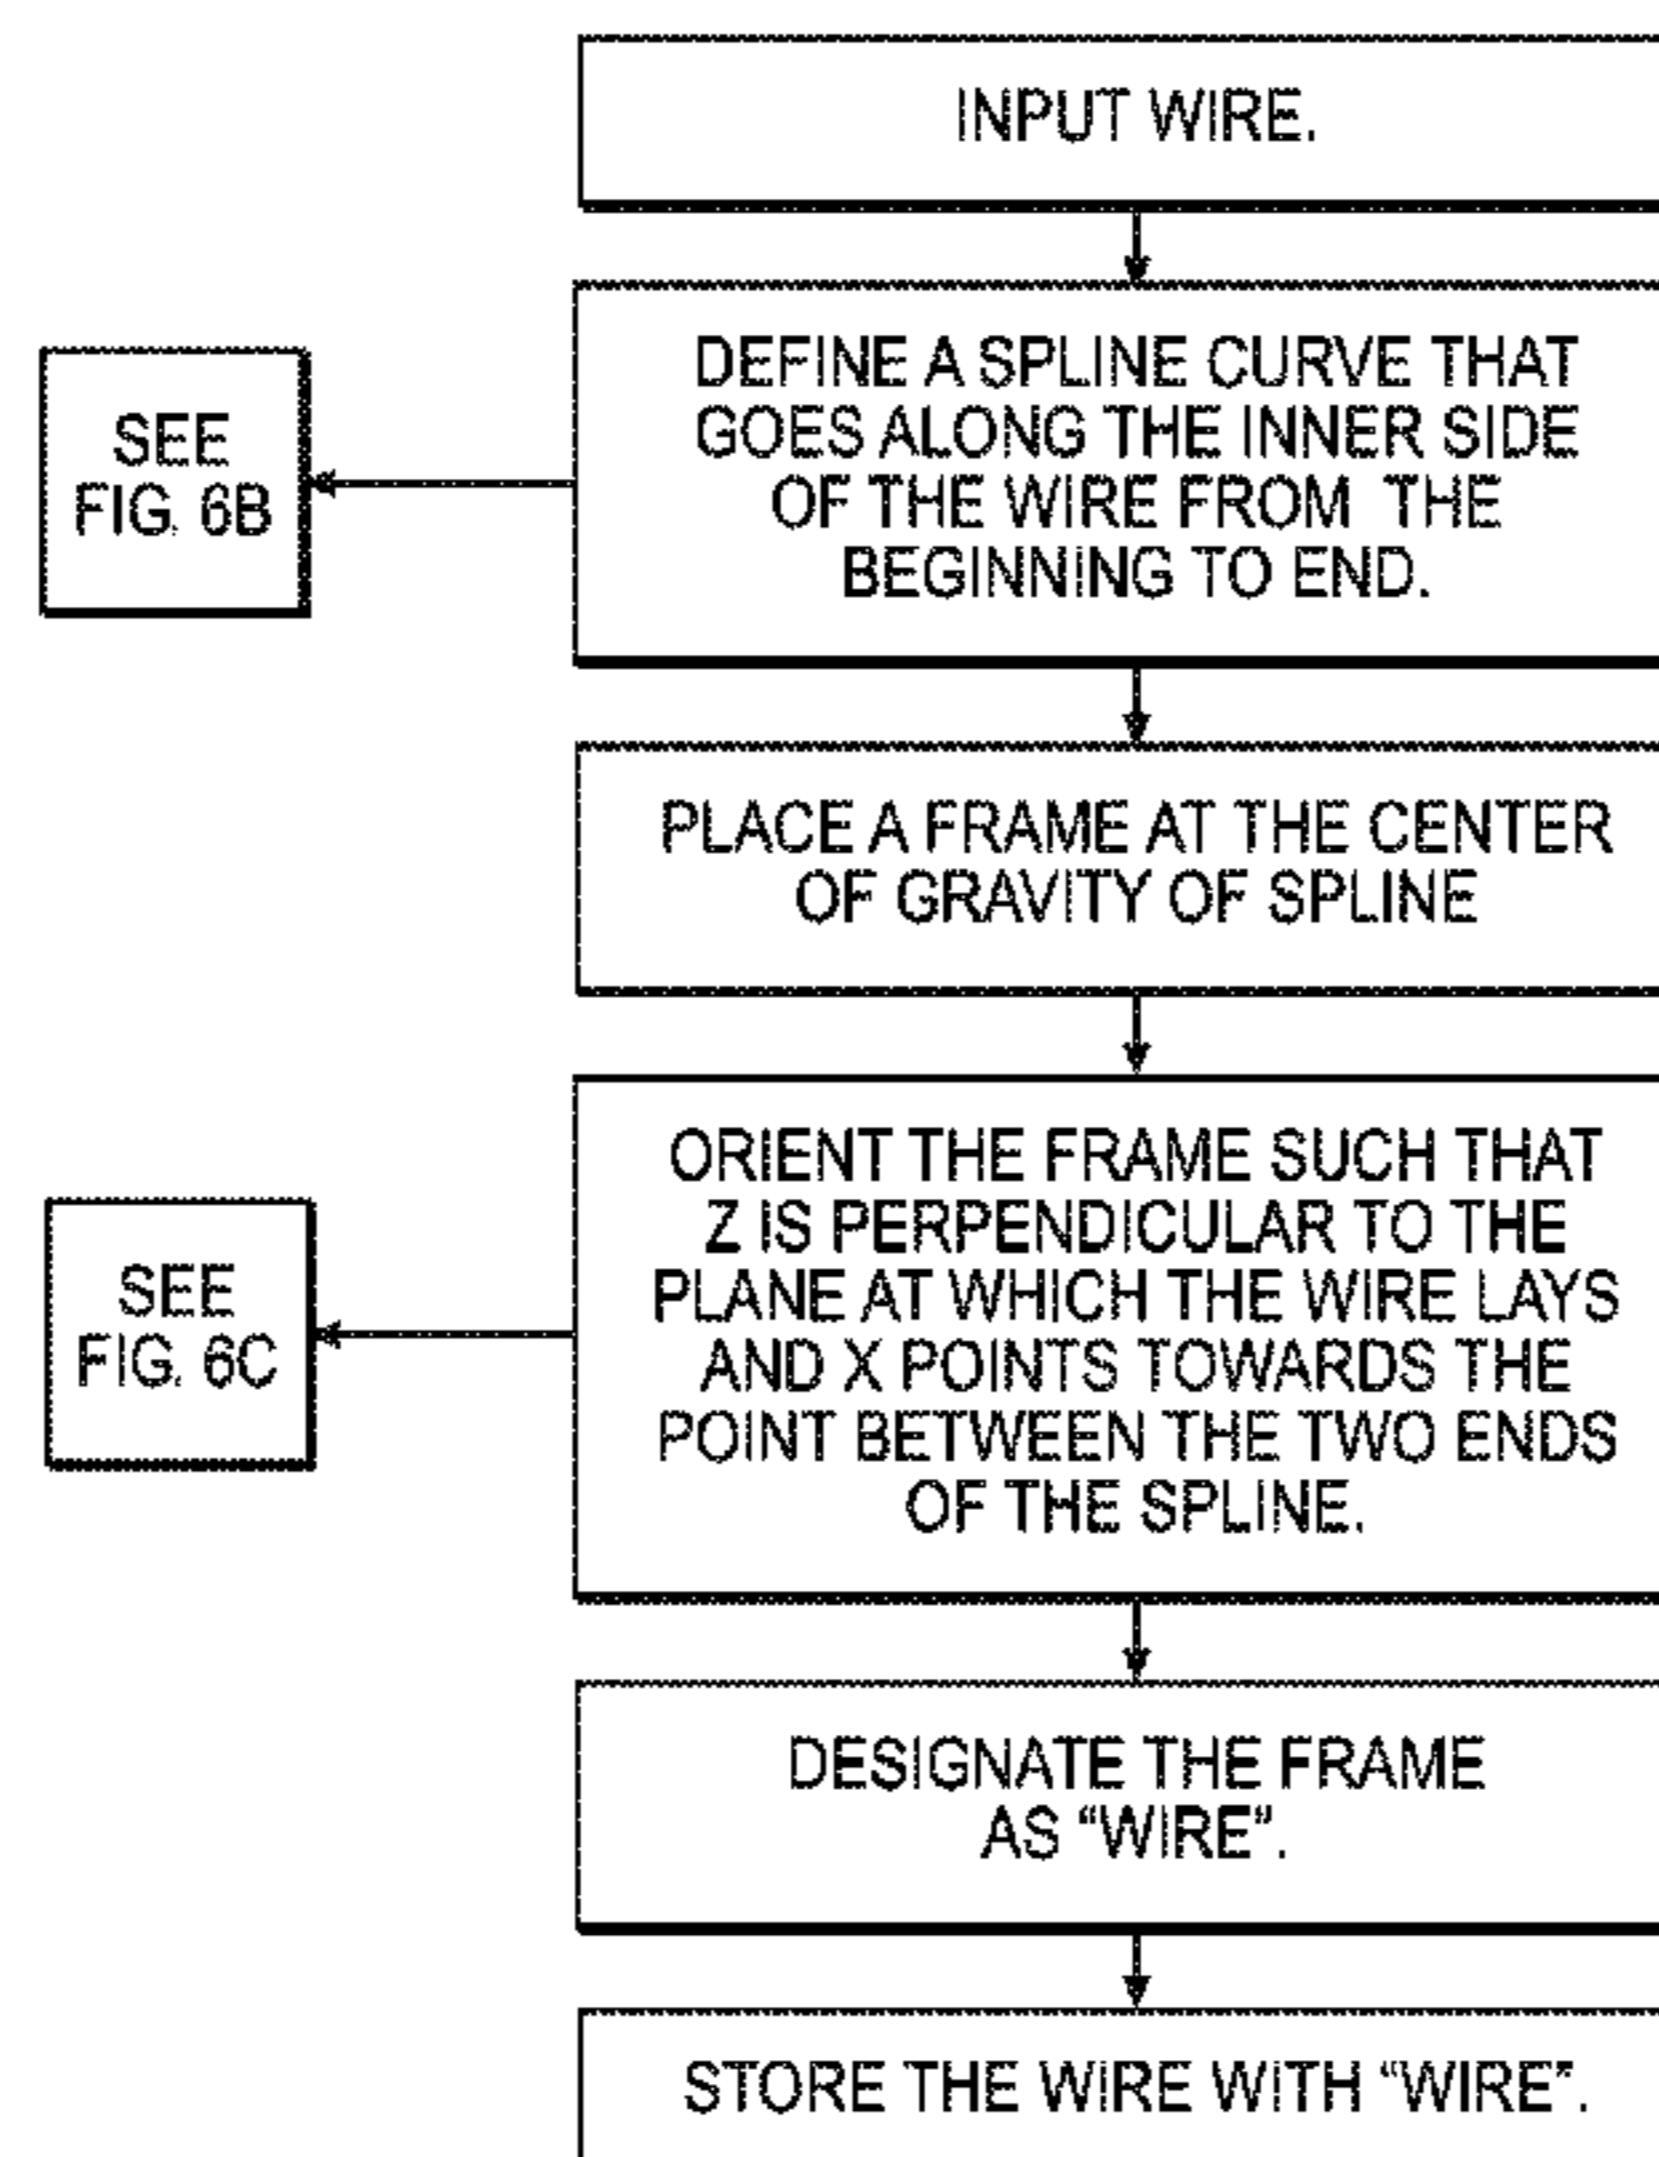 INPUT WIRE.
DEFINE A SPLINE CURVE THAT
GOES ALONG THE INNER SIDE
OF THE WIRE FROM THE
BEGINNING TO END.
SEE
FIG. 6B
PLACE A FRAME AT THE CENTER
OF GRAVITY OF SPLINE
ORIENT THE FRAME SUCH THAT
Z IS PERPENDICULAR TO THE
PLANE AT WHICH THE WIRE LAYS
AND X POINTS TOWARDS THE
POINT BETWEEN THE TWO ENDS
OF THE SPLINE.
SEE
FIG. 6C
DESIGNATE THE FRAME
AS “WIRE”.
STORE THE WIRE WITH “WIRE”.